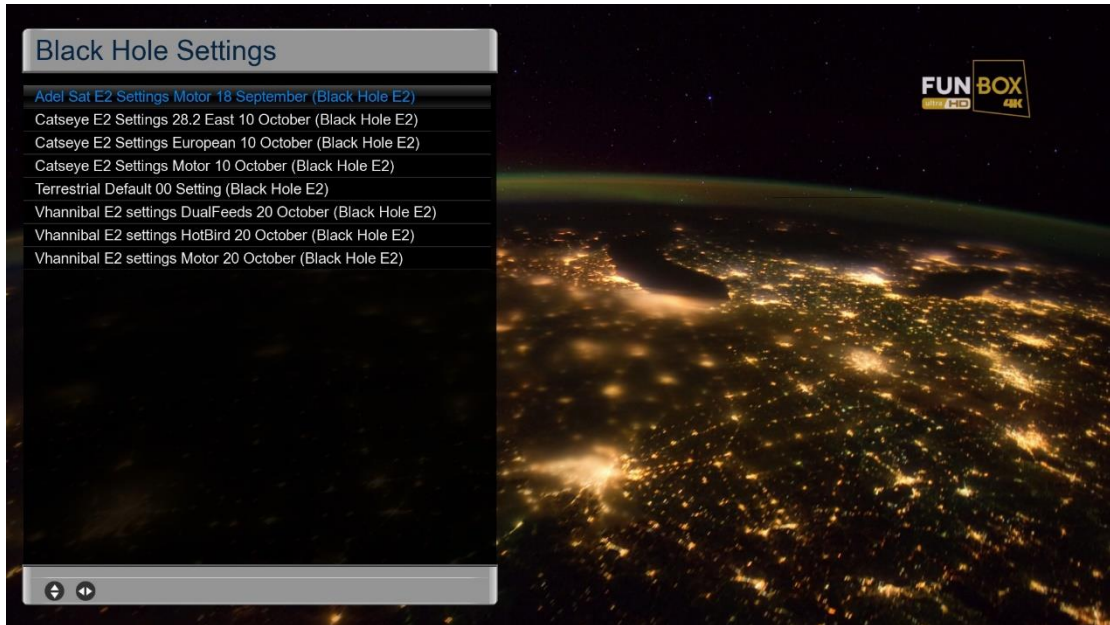 Black Hole Settings
Adel Sat E2 Settings Motor 18 September (Black Hole E2)
Catseye E2 Settings 28.2 East 10 October (Black Hole E2)
Catseye E2 Settings European 10 October (Black Hole E2)
Catseye E2 Settings Motor 10 October (Black Hole E2)
Terrestrial Default 00 Setting (Black Hole E2)
Vhannibal E2 settings DualFeeds 20 October (Black Hole E2)
Vhannibal E2 settings HotBird 20 October (Black Hole E2)
Vhannibal E2 settings Motor 20 October (Black Hole E2)
FUN BOX
ultra HD 4K